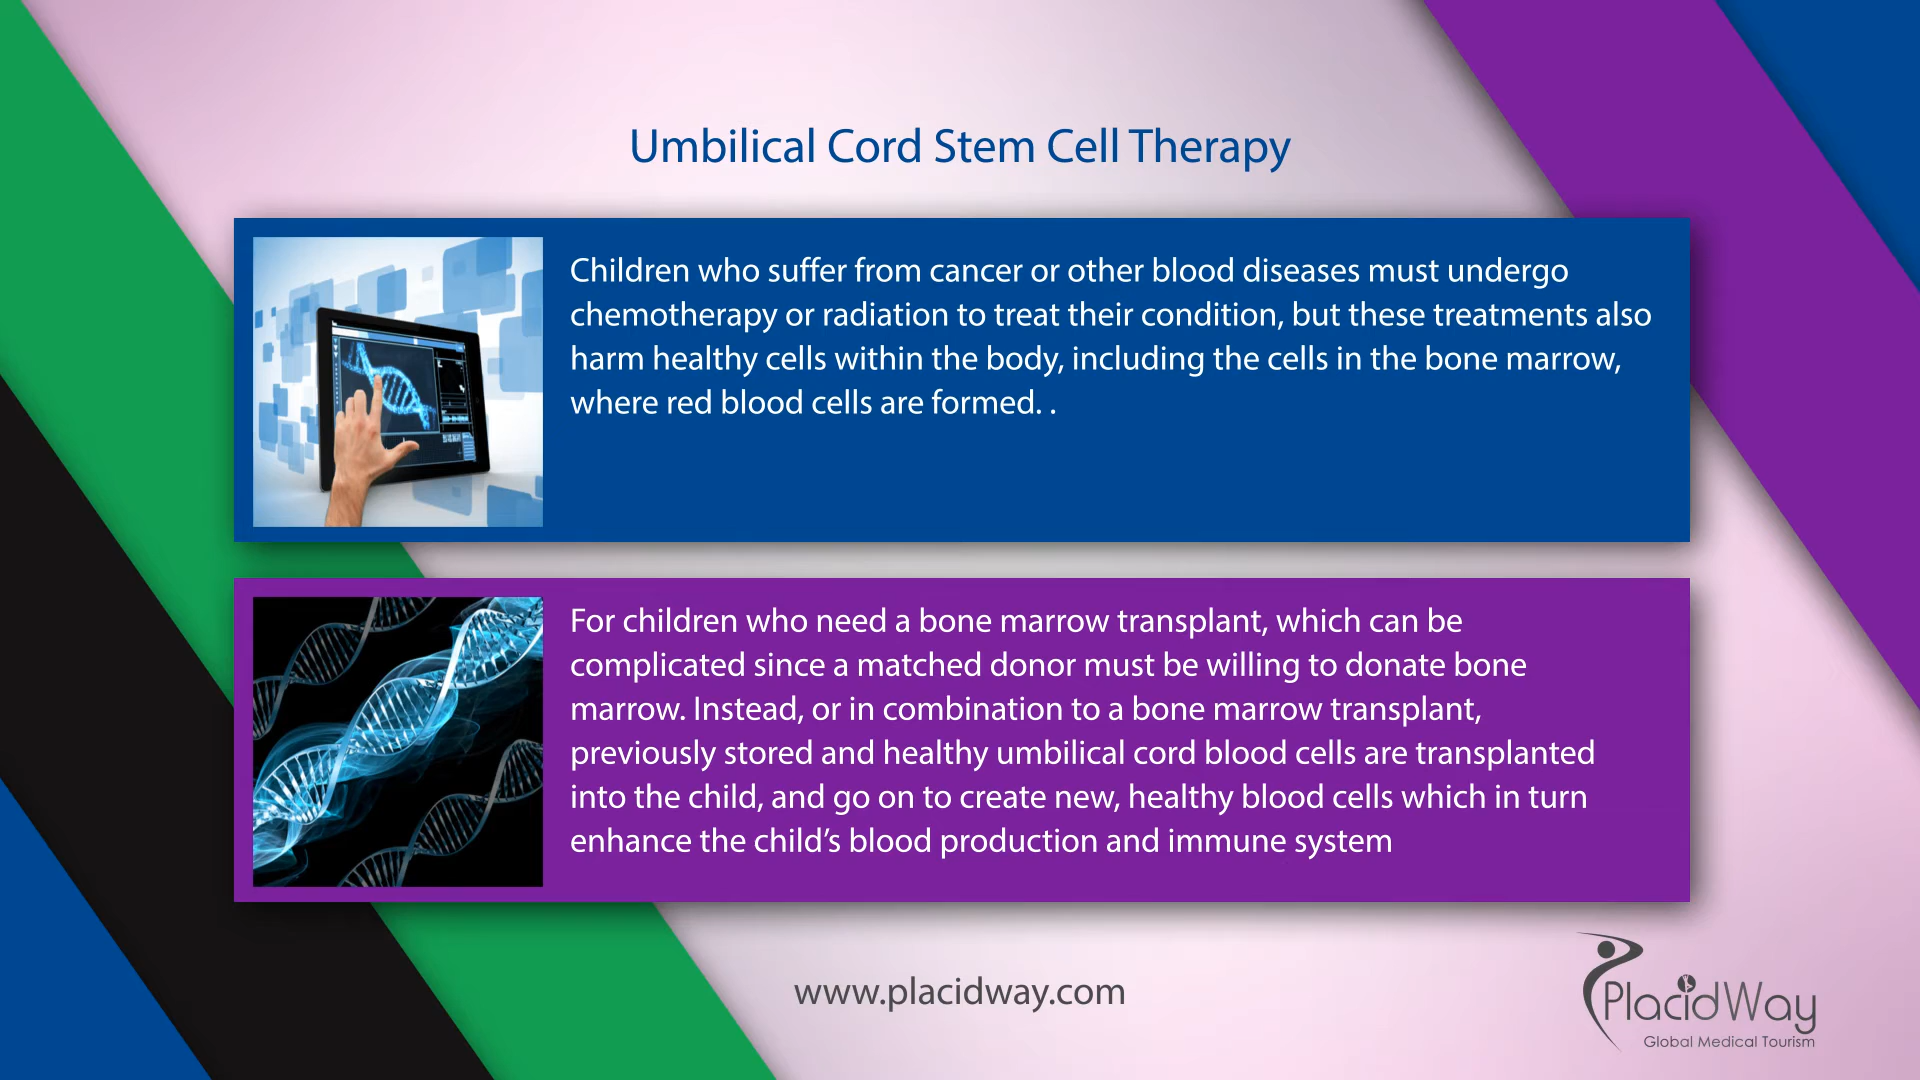 Umbilical Cord Stem Cell Therapy
Children who suffer from cancer or other blood diseases must undergo
chemotherapy or radiation to treat their condition, but these treatments also
harm healthy cells within the body, including the cells in the bone marrow,
where red blood cells are formed. .
For children who need a bone marrow transplant, which can be
complicated since a matched donor must be willing to donate bone
marrow. Instead, or in combination to a bone marrow transplant,
previously stored and healthy umbilical cord blood cells are transplanted
into the child, and go on to create new, healthy blood cells which in turn
enhance the child’s blood production and immune system
www.placidway.com
PlacidWay
Global Medical Tourism